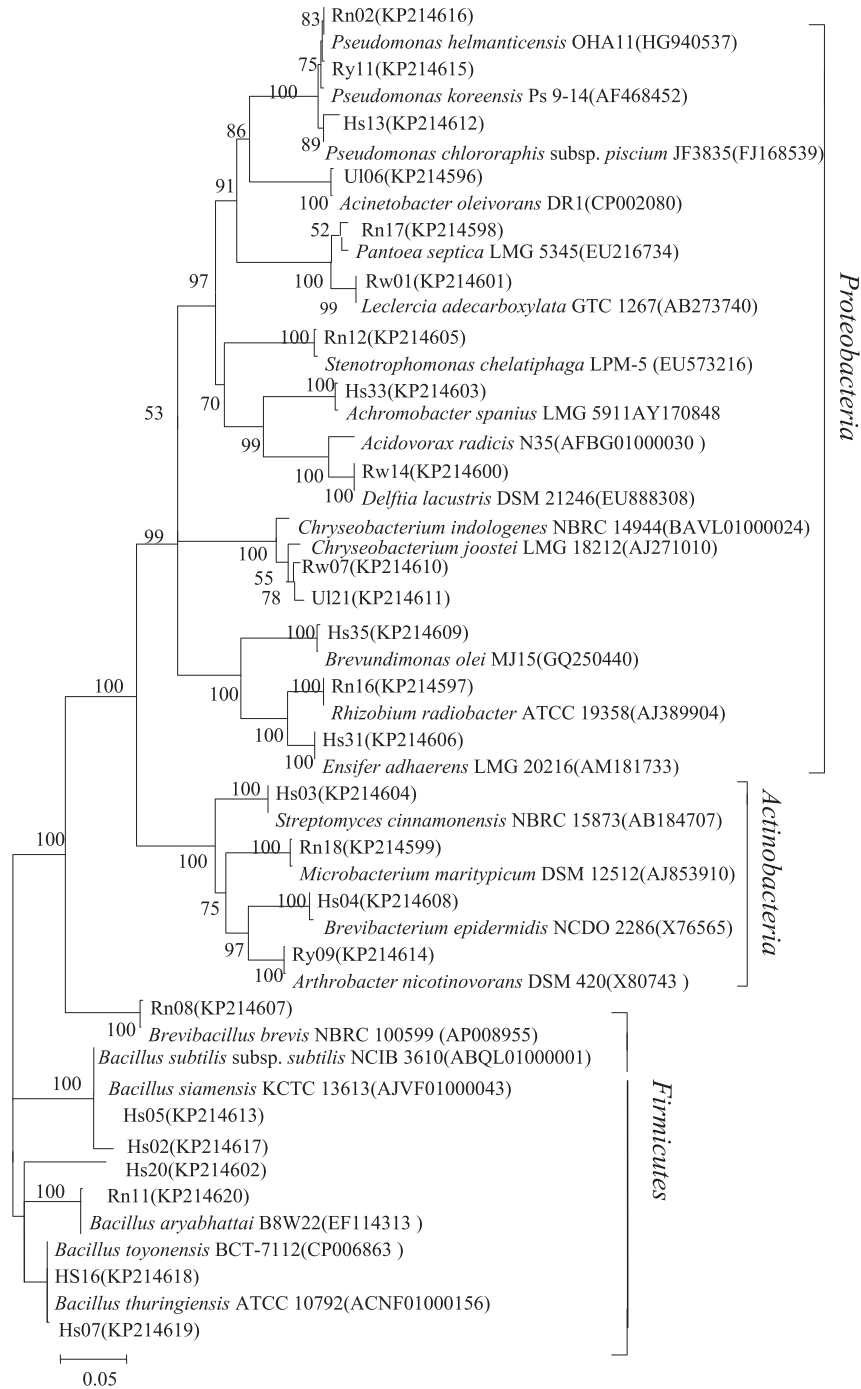 83
Rn02(KP214616)
Pseudomonas helmanticensis OHA11(HG940537)
75
Ry11(KP214615)
100
Pseudomonas koreensis Ps 9-14(AF468452)
Hs13(KP214612)
86
89
Pseudomonas chlororaphis subsp. piscium JF3835(FJ168539)
Ul06(KP214596)
91
100
Acinetobacter oleivorans DR1(CP002080)
52
Rn17(KP214598)
Pantoea septica LMG 5345(EU216734)
97
100
Rw01(KP214601)
99
Leclercia adecarboxylata GTC 1267(AB273740)
100
Rn12(KP214605)
Stenotrophomonas chelatiphaga LPM-5 (EU573216)
100
Hs33(KP214603)
70
53
Achromobacter spanius LMG 5911AY170848
99
Acidovorax radicis N35(AFBG01000030 )
100
Rw14(KP214600)
100
Delftia lacustris DSM 21246(EU888308)
Proteobacteria
Chryseobacterium indologenes NBRC 14944(BAVL01000024)
99
100
Chryseobacterium joostei LMG 18212(AJ271010)
55
Rw07(KP214610)
78
Ul21(KP214611)
100
Hs35(KP214609)
Brevundimonas olei MJ15(GQ250440)
100
100
100
Rn16(KP214597)
Rhizobium radiobacter ATCC 19358(AJ389904)
100
Hs31(KP214606)
100
Ensifer adhaerens LMG 20216(AM181733)
100
Hs03(KP214604)
Streptomyces cinnamonensis NBRC 15873(AB184707)
100
100
100
Rn18(KP214599)
Microbacterium maritypicum DSM 12512(AJ853910)
75
100
Hs04(KP214608)
Brevibacterium epidermidis NCDO 2286(X76565)
97
Ry09(KP214614)
100
Arthrobacter nicotinovorans DSM 420(X80743 )
Actinobacteria
Rn08(KP214607)
100
Brevibacillus brevis NBRC 100599 (AP008955)
Bacillus subtilis subsp. subtilis NCIB 3610(ABQL01000001)
100
Bacillus siamensis KCTC 13613(AJVF01000043)
Hs05(KP214613)
Hs02(KP214617)
Hs20(KP214602)
100
Rn11(KP214620)
Bacillus aryabhattai B8W22(EF114313 )
Bacillus toyonensis BCT-7112(CP006863 )
HS16(KP214618)
Bacillus thuringiensis ATCC 10792(ACNF01000156)
Hs07(KP214619)
Firmicutes
0.05